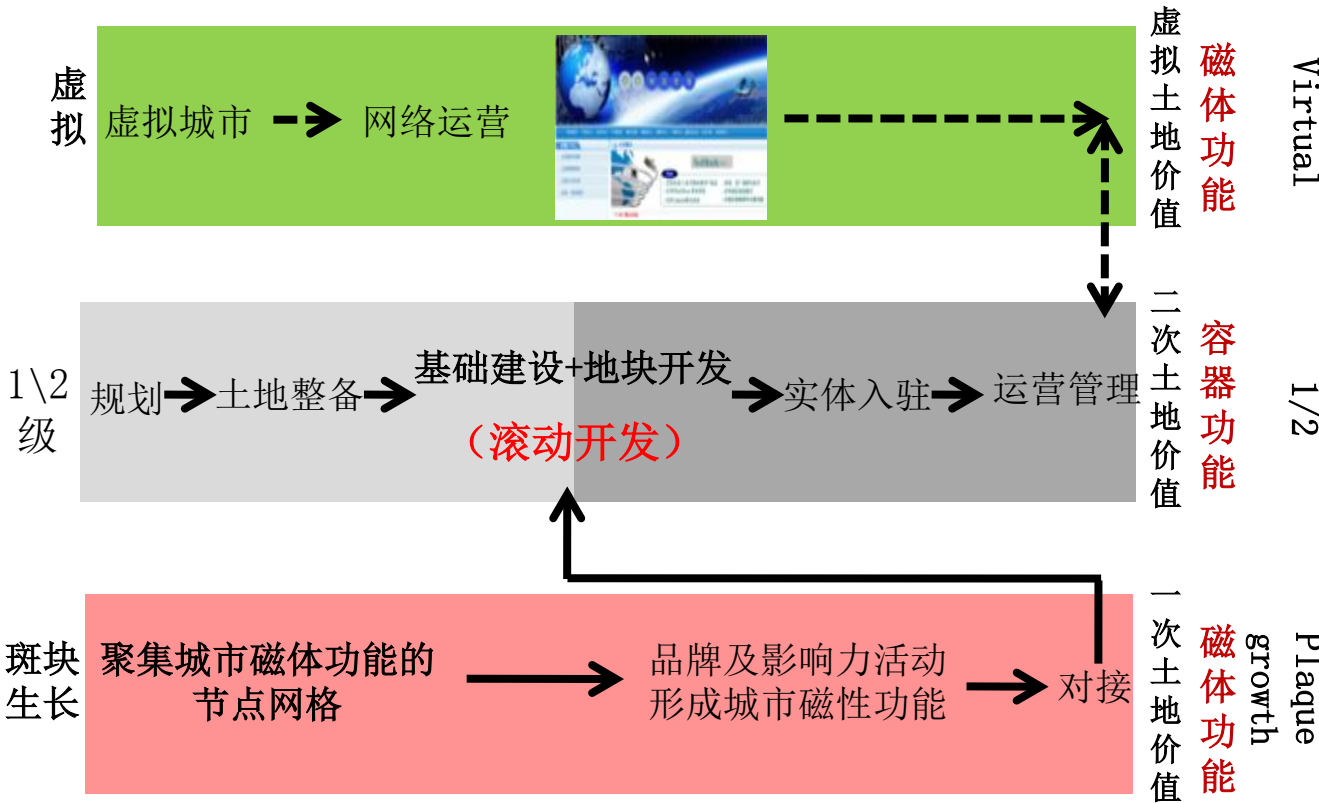 虚拟
虚拟城市
网络运营
虚拟土地价值
磁体功能
Virtual
1\2
级
规划
土地整备
基础建设+地块开发
（滚动开发）
实体入驻
运营管理
二次土地价值
容器功能
1/2
斑块
生长
聚集城市磁体功能的
节点网格
品牌及影响力活动
形成城市磁性功能
对接
一次土地价值
磁体功能
Plaque
growth